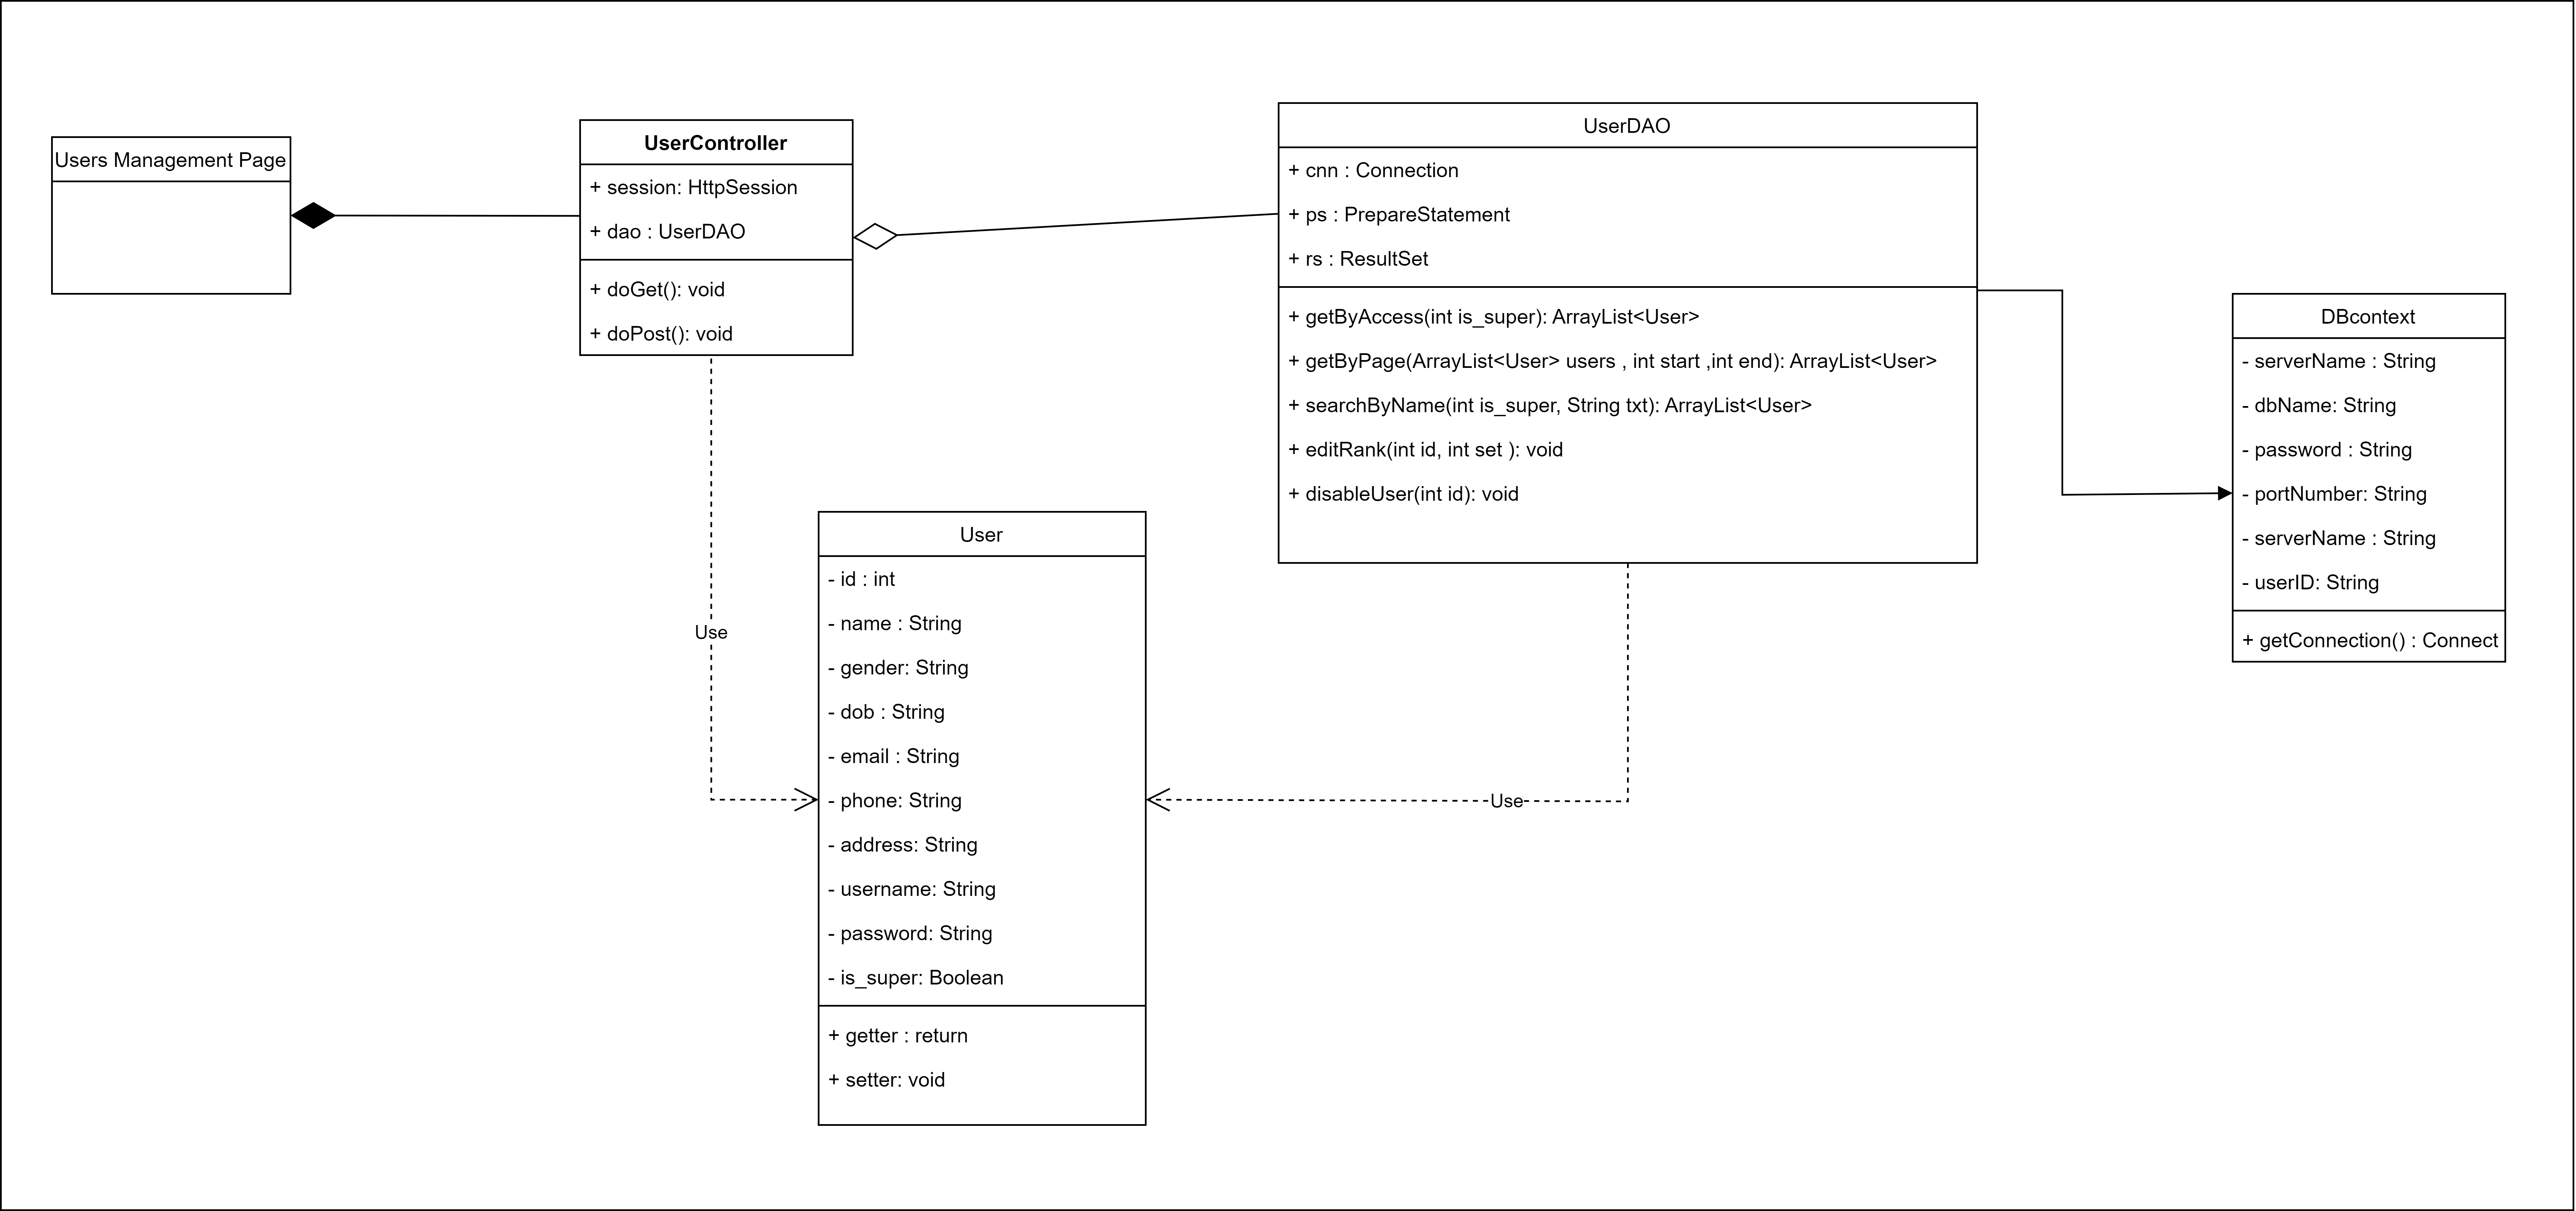 Users Management Page
UserController
+ session: HttpSession
+ dao : UserDAO
+ doGet(): void
+ doPost(): void
UserDAO
+ cnn : Connection
+ ps : PrepareStatement
+ rs : ResultSet
+ getByAccess(int is_super): ArrayList<User>
+ getByPage(ArrayList<User> users , int start ,int end): ArrayList<User>
+ searchByName(int is_super, String txt): ArrayList<User>
+ editRank(int id, int set ): void
+ disableUser(int id): void
DBcontext
- serverName : String
- dbName: String
- password : String
- portNumber: String
- serverName : String
- userID: String
+ getConnection() : Connect
Use
User
- id : int
- name : String
- gender: String
- dob : String
- email : String
- phone: String
- address: String
- username: String
- password: String
- is_super: Boolean
+ getter : return
+ setter: void
Use